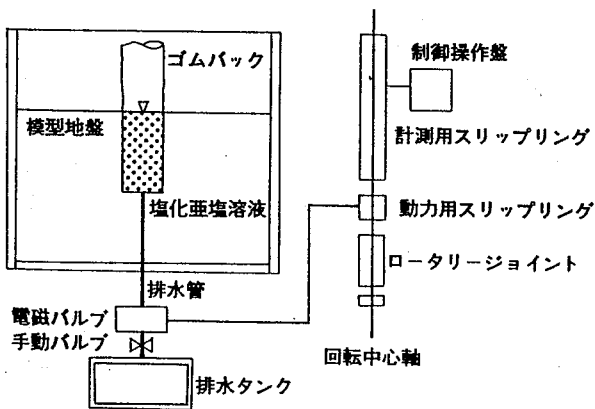 ゴムバック
模型地盤
塩化亜塩溶液
排水管
電磁バルブ
手動バルブ
排水タンク
制御操作盤
計測用スリップリング
動力用スリップリング
ロータリージョイント
回転中心軸